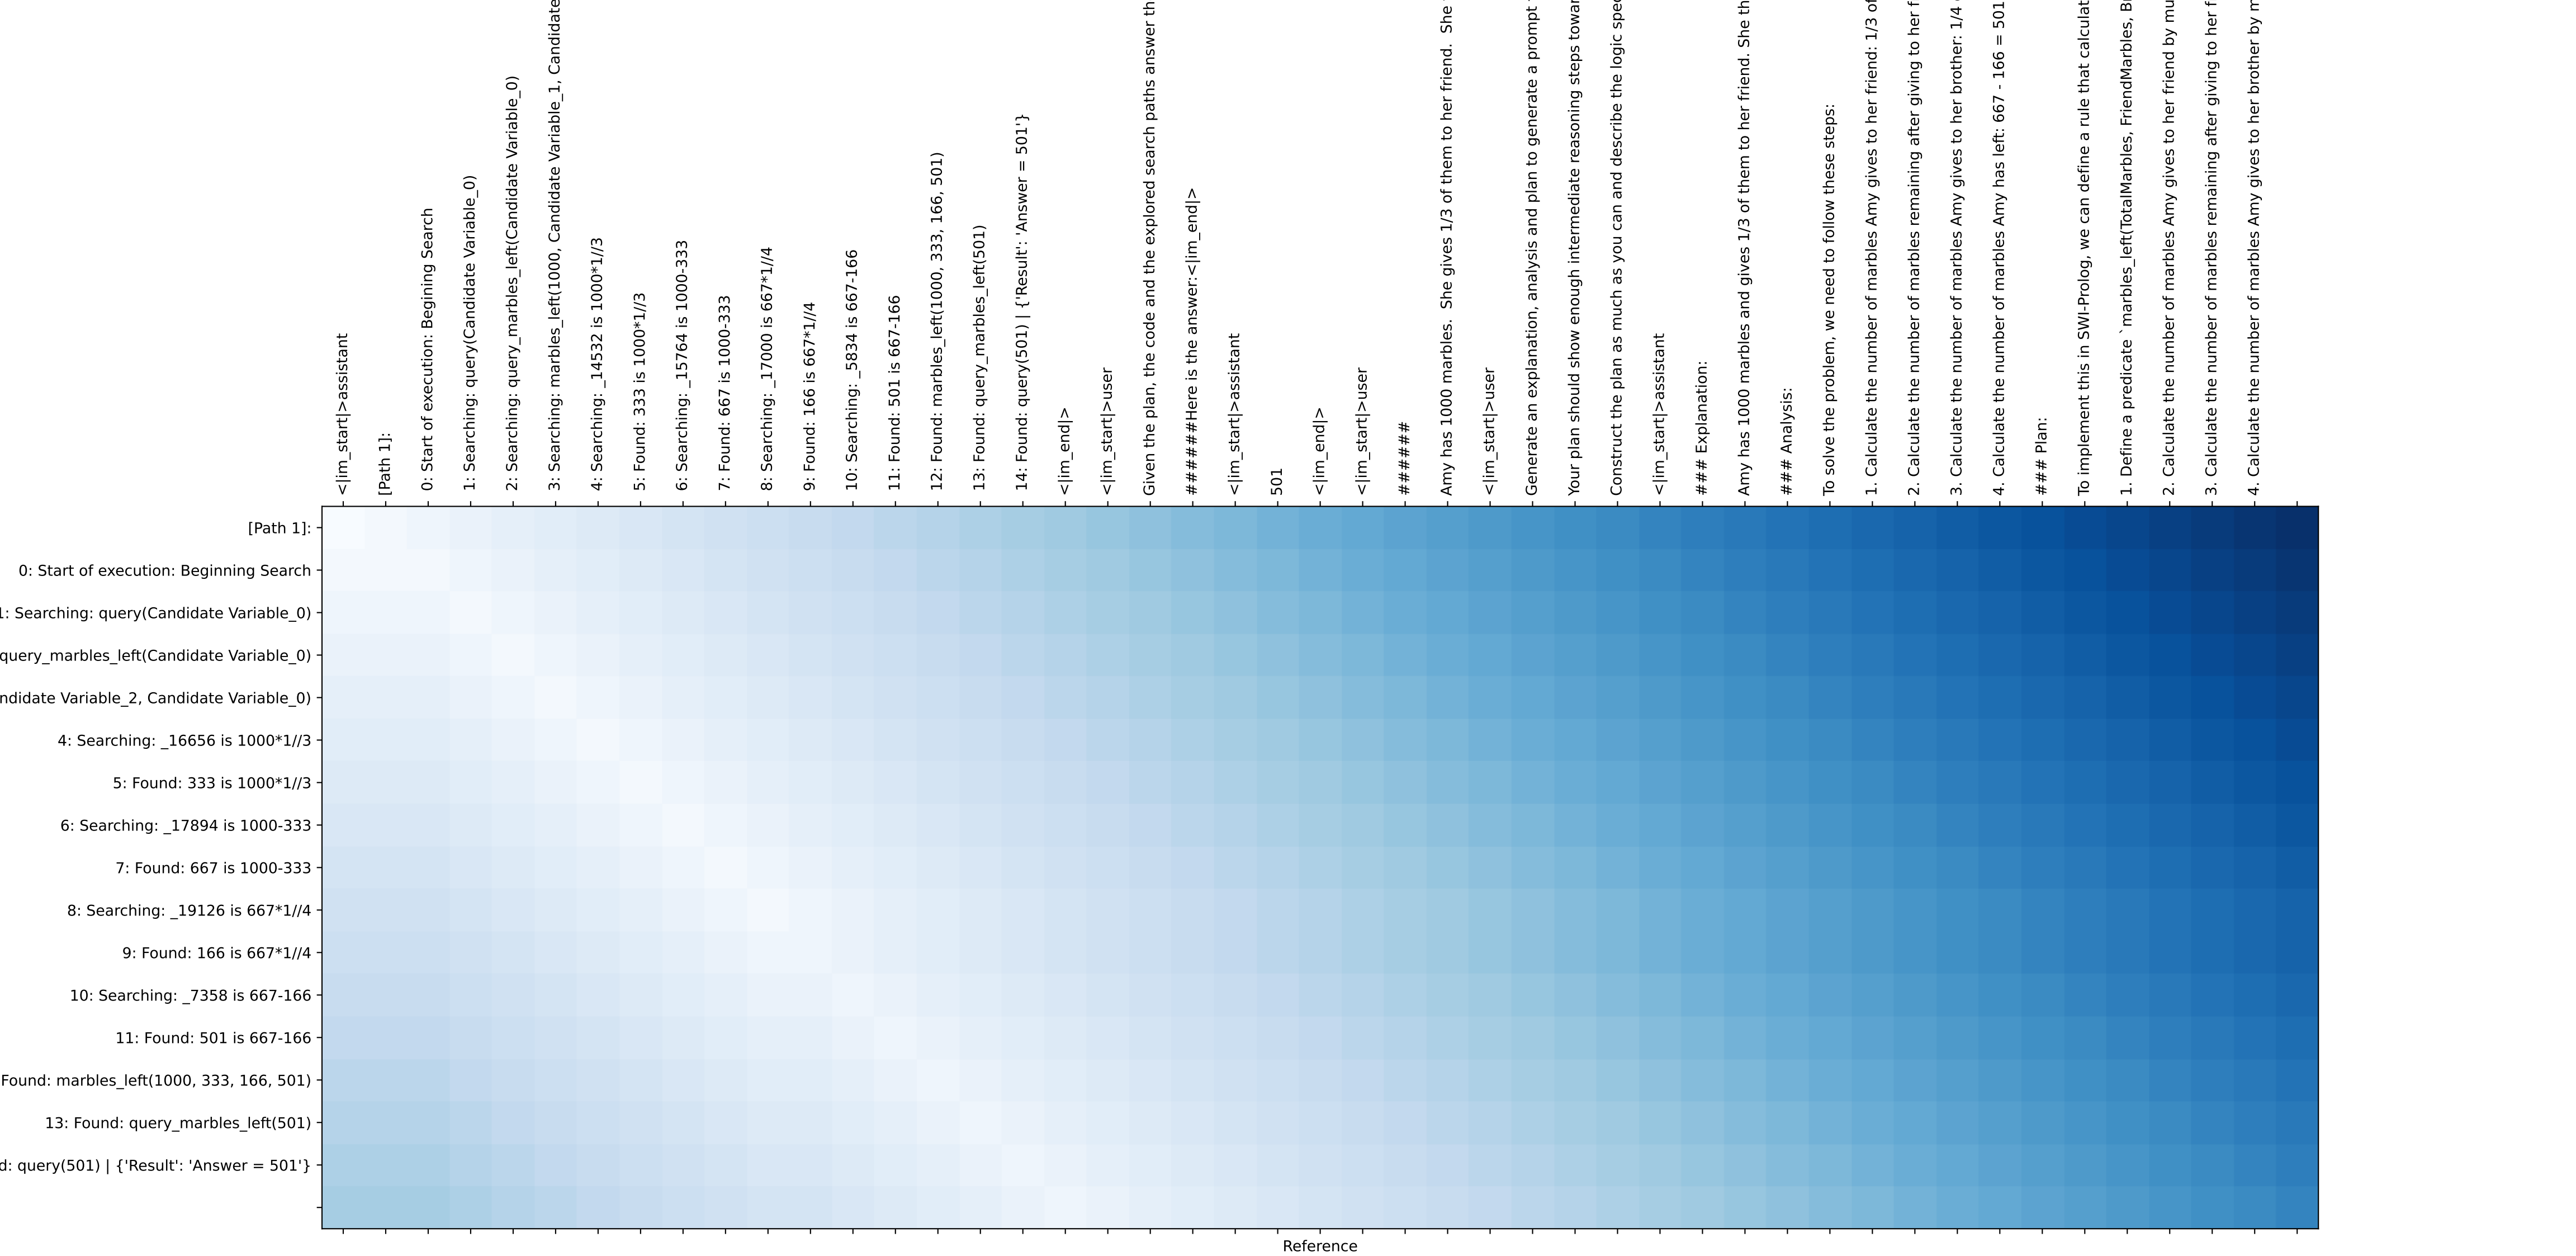 <|im_start|>assistant
[Path 1]:
0: Start of execution: Begining Search
1: Searching: query(Candidate Variable_0)
2: Searching: query_marbles_left(Candidate Variable_0)
3: Searching: marbles_left(1000, Candidate Variable_1, Candidate
4: Searching: _14532 is 1000*1//3
5: Found: 333 is 1000*1//3
6: Searching: _15764 is 1000-333
7: Found: 667 is 1000-333
8: Searching: _17000 is 667*1//4
9: Found: 166 is 667*1//4
10: Searching: _5834 is 667-166
11: Found: 501 is 667-166
12: Found: marbles_left(1000, 333, 166, 501)
13: Found: query_marbles_left(501)
14: Found: query(501) | {'Result': 'Answer = 501'}
<|im_end|>
<|im_start|>user
Given the plan, the code and the explored search paths answer th
######Here is the answer:<|im_end|>
<|im_start|>assistant
501
<|im_end|>
<|im_start|>user
######
Amy has 1000 marbles.  She gives 1/3 of them to her friend.  She
<|im_start|>user
Generate an explanation, analysis and plan to generate a prompt
Your plan should show enough intermediate reasoning steps towar
Construct the plan as much as you can and describe the logic spec
<|im_start|>assistant
### Explanation:
Amy has 1000 marbles and gives 1/3 of them to her friend. She th
### Analysis:
To solve the problem, we need to follow these steps:
1. Calculate the number of marbles Amy gives to her friend: 1/3 of
2. Calculate the number of marbles remaining after giving to her f
3. Calculate the number of marbles Amy gives to her brother: 1/4
4. Calculate the number of marbles Amy has left: 667 - 166 = 501
### Plan:
To implement this in SWI-Prolog, we can define a rule that calculat
1. Define a predicate `marbles_left(TotalMarbles, FriendMarbles, Br
2. Calculate the number of marbles Amy gives to her friend by mu
3. Calculate the number of marbles remaining after giving to her f
4. Calculate the number of marbles Amy gives to her brother by m
[Path 1]:
0: Start of execution: Beginning Search
1: Searching: query(Candidate Variable_0)
query_marbles_left(Candidate Variable_0)
ndidate Variable_2, Candidate Variable_0)
4: Searching: _16656 is 1000*1//3
5: Found: 333 is 1000*1//3
6: Searching: _17894 is 1000-333
7: Found: 667 is 1000-333
8: Searching: _19126 is 667*1//4
9: Found: 166 is 667*1//4
10: Searching: _7358 is 667-166
11: Found: 501 is 667-166
Found: marbles_left(1000, 333, 166, 501)
13: Found: query_marbles_left(501)
d: query(501) | {'Result': 'Answer = 501'}
Reference